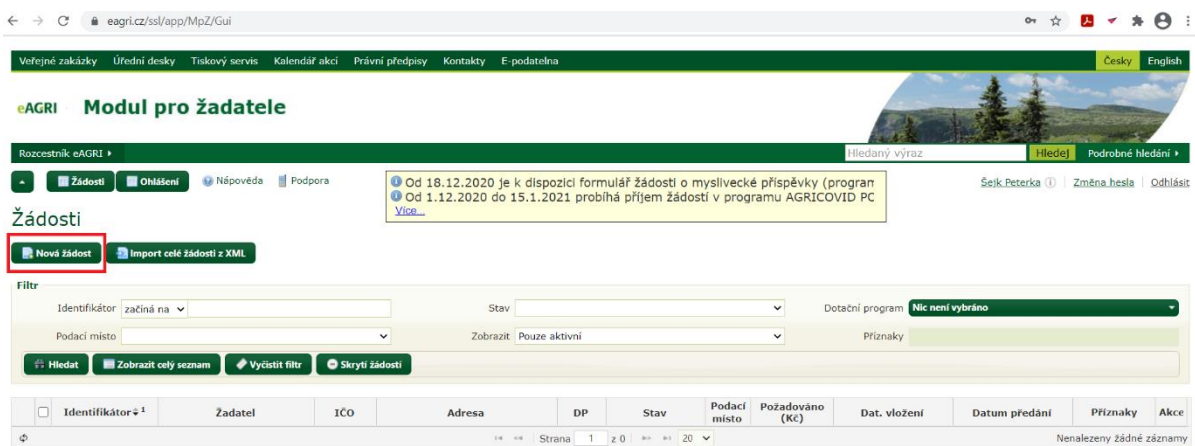 eagri.cz/ssl/app/MpZ/Gui
Veřejné zakázky Úřední desky Tiskový servis Kalendář akcí Právní předpisy Kontakty E-podatelna Česky English
eAGRI Modul pro žadatele
Rozcestník eAGRI Hledaný výraz Hledej Podrobné hledání
Žádosti Ohlášení Nápověda Podpora Od 18.12.2020 je k dispozici formulář žádosti o myslivecké příspěvky (program Šejk Peterka Změna hesla Odhlásit
Od 1.12.2020 do 15.1.2021 probíhá příjem žádostí v programu AGRICOVID PO
Více...
Žádosti
Nová žádost Import celé žádosti z XML
Filtr
Identifikátor začíná na Stav Dotační program Nic není vybráno
Podací místo Zobrazit Pouze aktivní Příznaky
Hledat Zobrazit celý seznam Vyčistit filtr Skrytí žádostí
Identifikátor 1 Žadatel IČO Adresa DP Stav Podací místo Požadováno (Kč) Dat. vložení Datum předání Příznaky Akce
Strana 1 z 0 20 Nenalezeny žádné záznamy